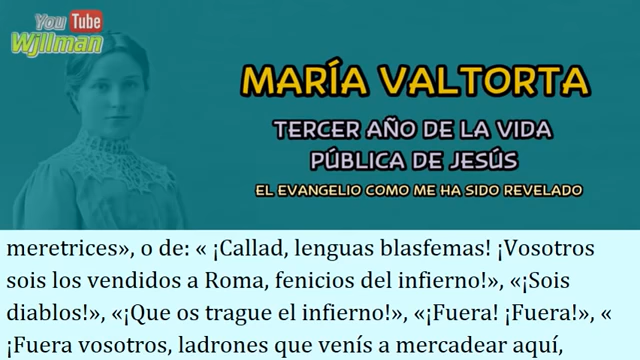 You Tube
Wjllman
MARÍA VALTORTA
TERCER AÑO DE LA VIDA
PÚBLICA DE JESÚS
EL EVANGELIO COMO ME HA SIDO REVELADO
meretrices», o de: « ¡Callad, lenguas blasfemas! ¡Vosotros
sois los vendidos a Roma, fenicios del infierno!», «¡Sois
diablos!», «¡Que os trague el infierno!», «¡Fuera! ¡Fuera!», «
¡Fuera vosotros, ladrones que venís a mercadear aquí,